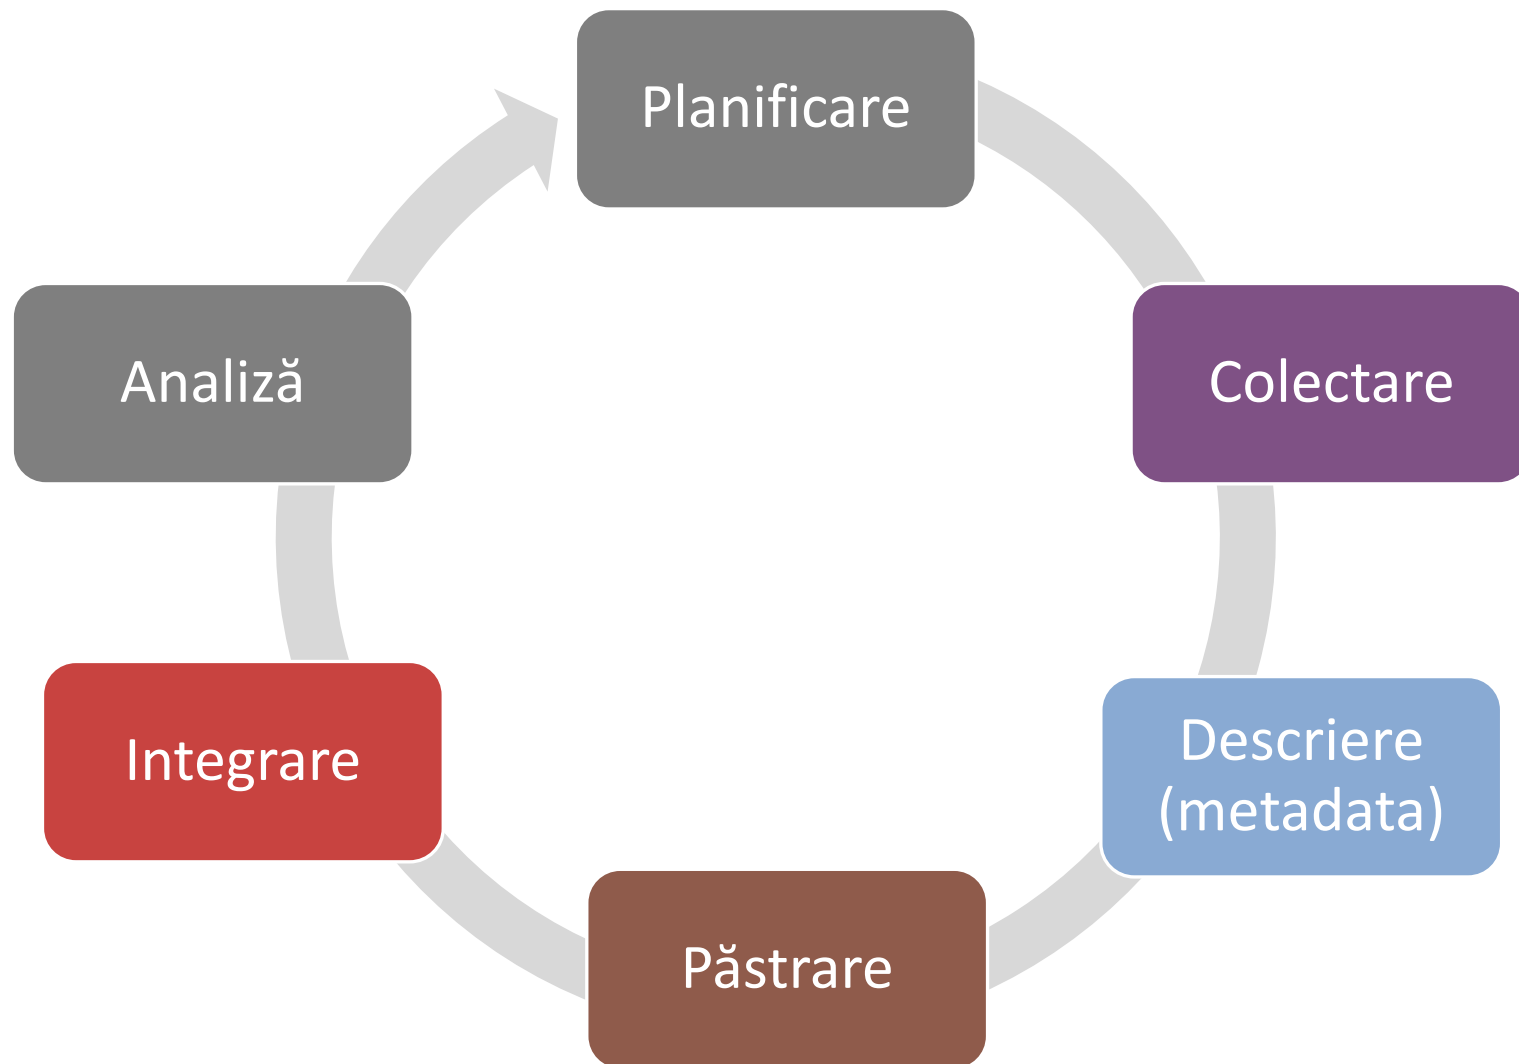 Planificare
Colectare
Descriere
(metadata)
Păstrare
Integrare
Analiză